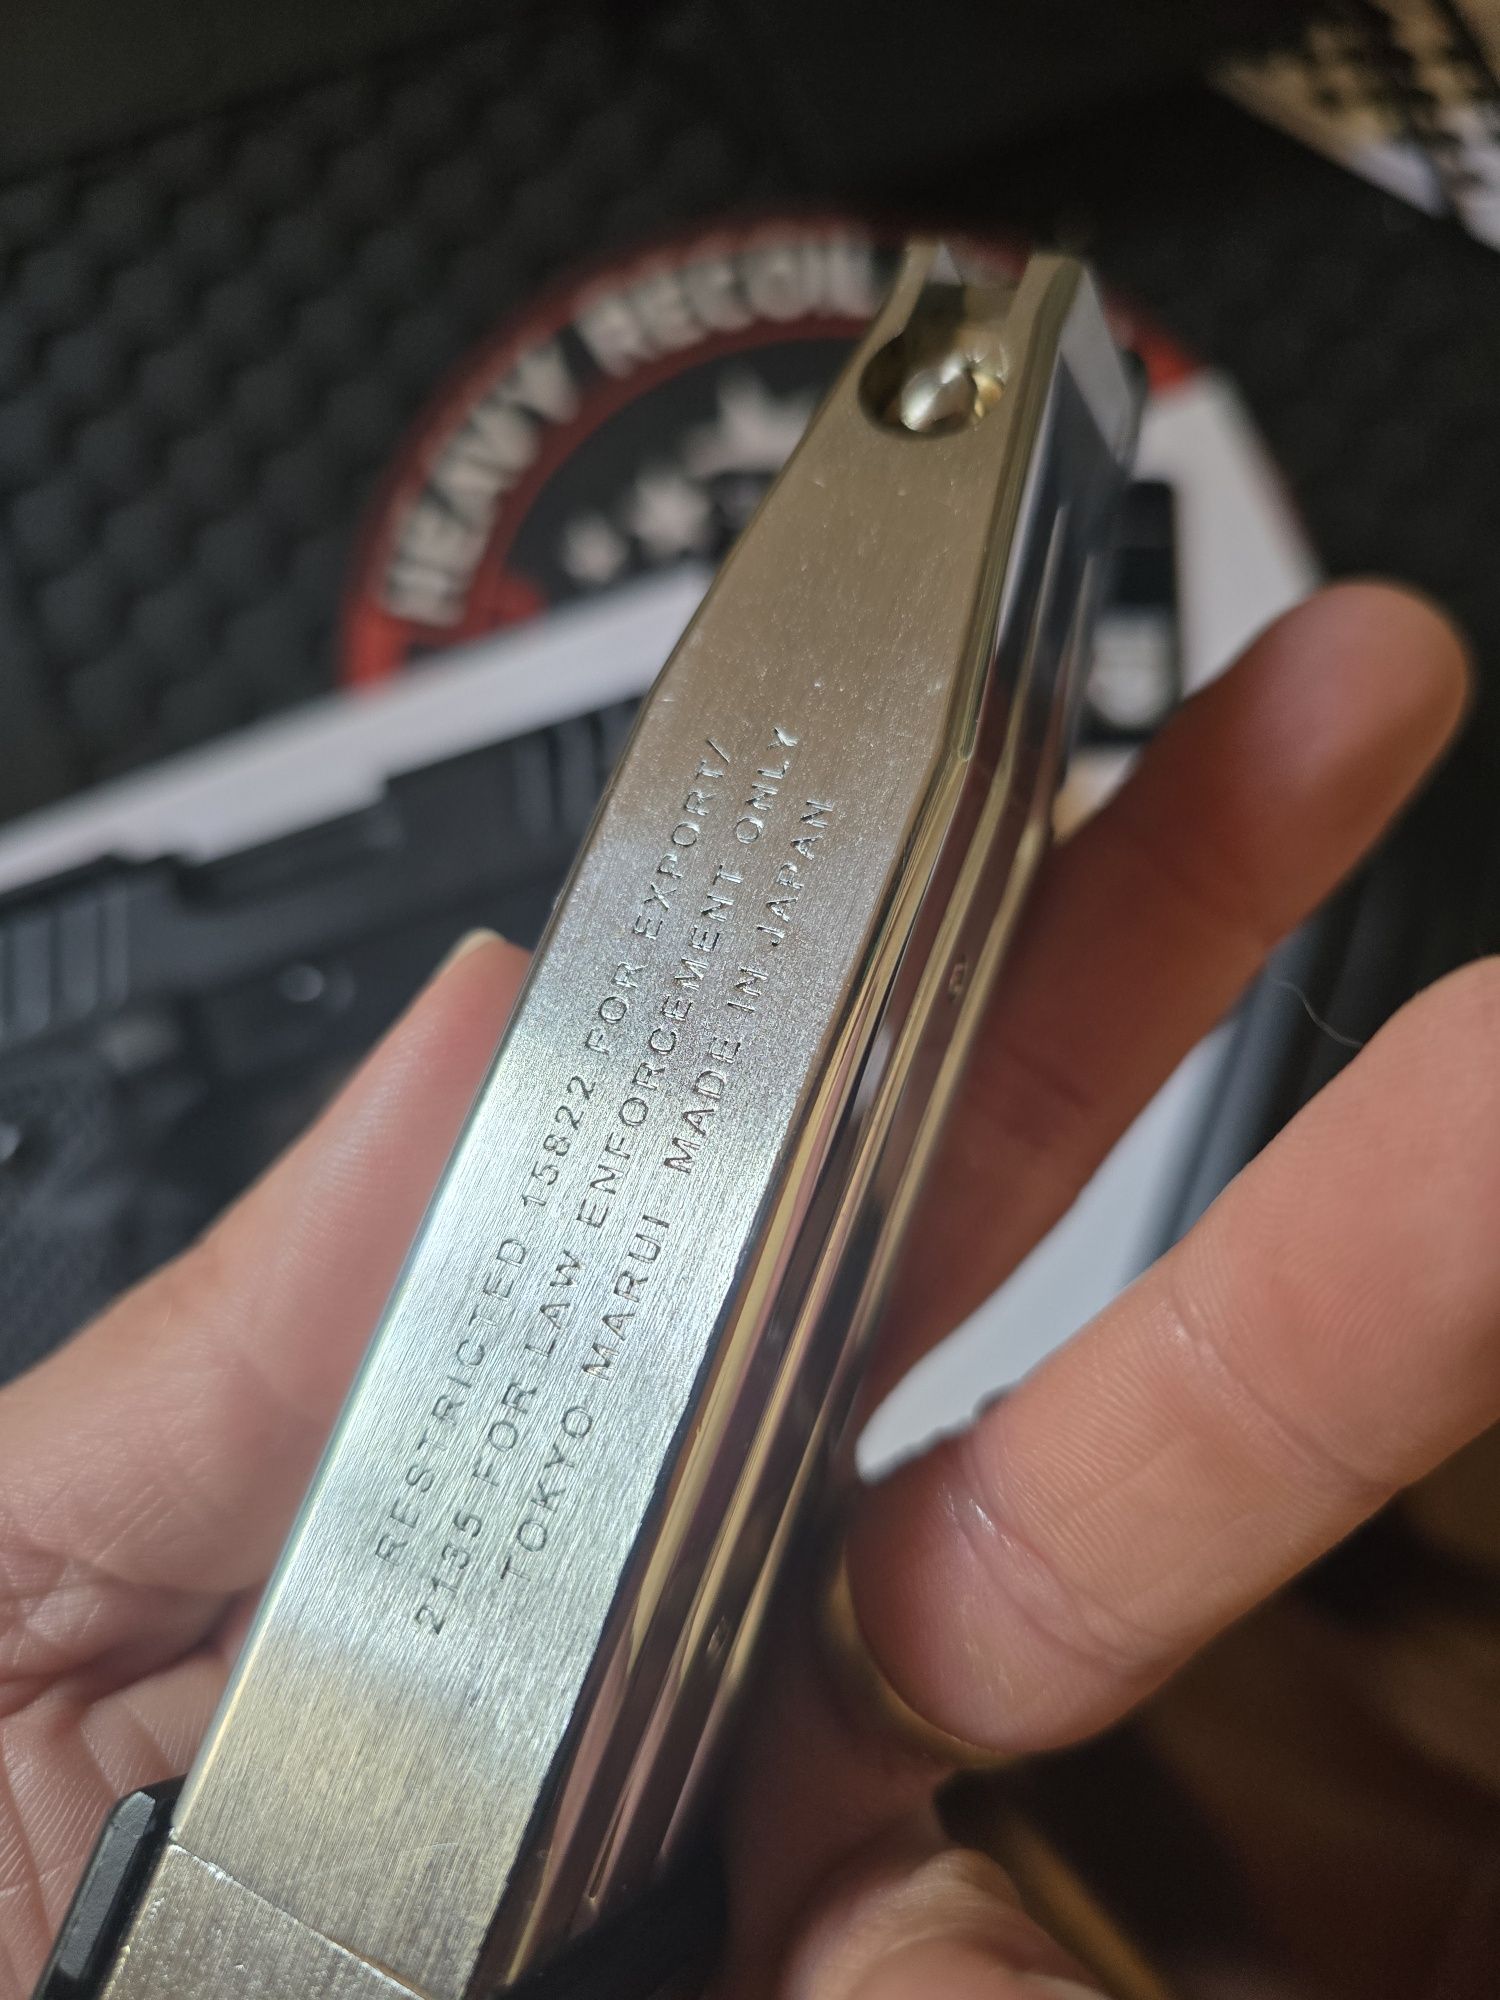 HEAVY RECOIL
RESTRICTED 15822 FOR EXPORT/
2135 FOR LAW ENFORCEMENT ONLY
TOKYO MARUI MADE IN JAPAN